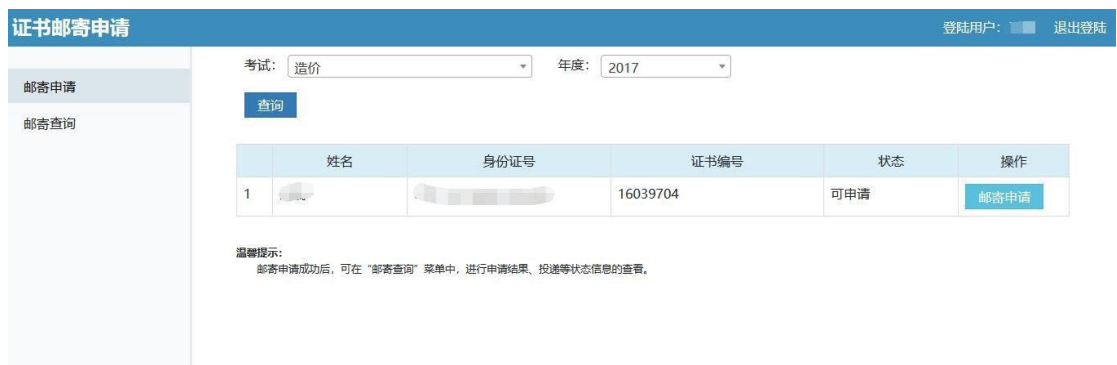 证书邮寄申请 登陆用户： 退出登陆
邮寄申请
邮寄查询
考试： 造价 年度： 2017
查询
姓名 身份证号 证书编号 状态 操作
1 16039704 可申请 邮寄申请
温馨提示：
邮寄申请成功后，可在“邮寄查询”菜单中，进行申请结果、投递等状态信息的查看。